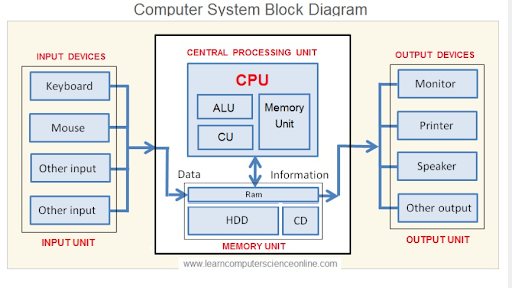 Computer System Block Diagram
INPUT DEVICES
Keyboard
Mouse
Other input
Other input
INPUT UNIT
CENTRAL PROCESSING UNIT
CPU
ALU
CU
Memory
Unit
Data
Information
Ram
HDD
CD
MEMORY UNIT
OUTPUT DEVICES
Monitor
Printer
Speaker
Other output
OUTPUT UNIT
www.learncomputerscienceonline.com